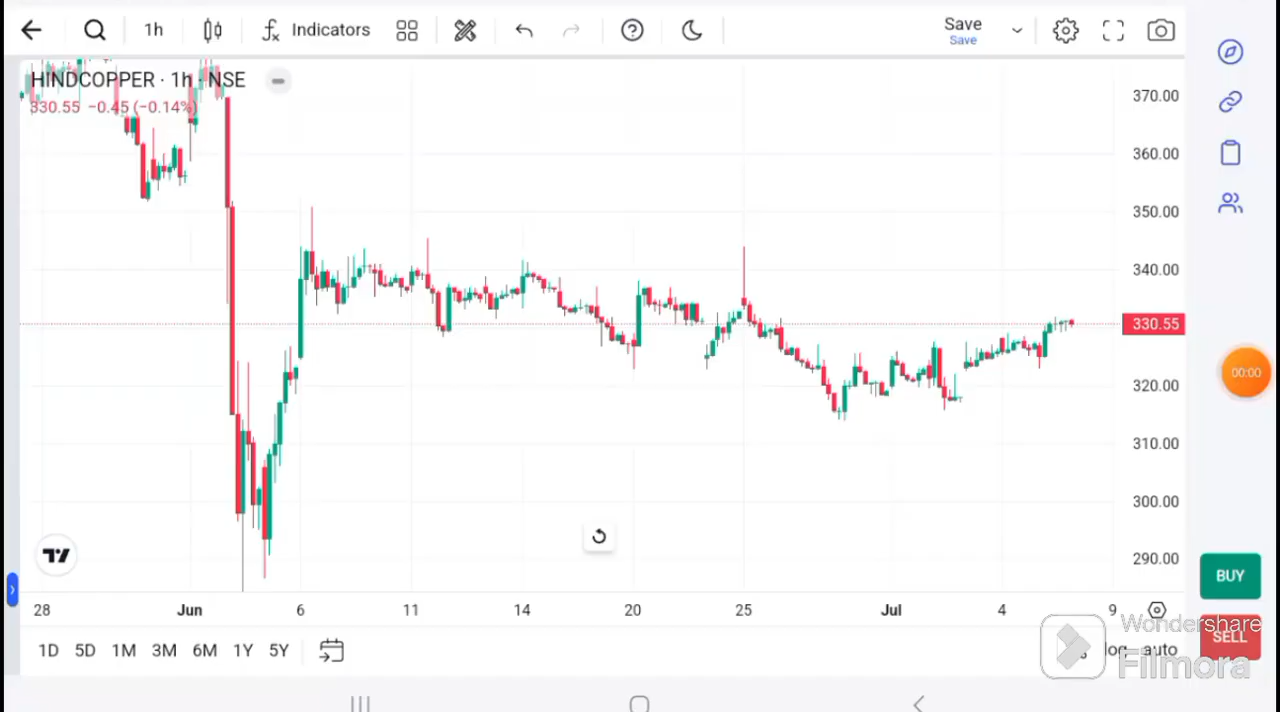 1h Indicators Save
Save
HINDCOPPER · 1h · NSE
330.55 −0.45 (−0.14%)
370.00
360.00
350.00
340.00
330.55
320.00
310.00
300.00
290.00
00:00
BUY
SELL
28 Jun 6 11 14 20 25 Jul 4 9
1D 5D 1M 3M 6M 1Y 5Y log auto
Wondershare
Filmora